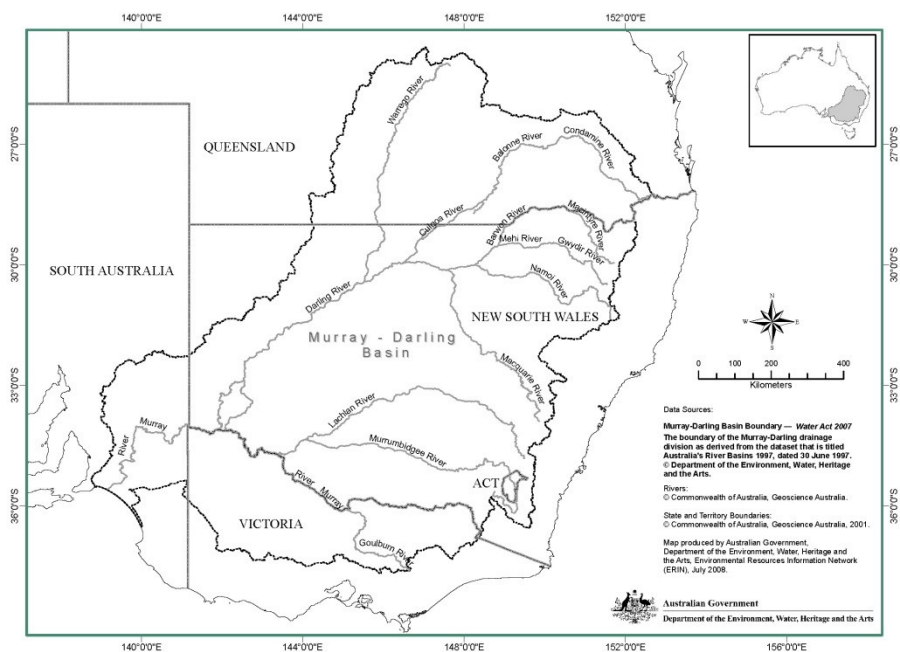 140°0'0"E
144°0'0"E
148°0'0"E
152°0'0"E
27°0'0"S
27°0'0"S
30°0'0"S
30°0'0"S
33°0'0"S
33°0'0"S
36°0'0"S
36°0'0"S
QUEENSLAND
SOUTH AUSTRALIA
NEW SOUTH WALES
VICTORIA
ACT
Murray - Darling
Basin
Warrego River
Balonne River
Condamine River
Culgoa River
Barwon River
MacIntyre River
Mehi River
Gwydir River
Namoi River
Darling River
Macquarie River
Lachlan River
Murrumbidgee River
River Murray
Murray
River
Goulburn River
N
W
E
S
0 100 200 400
Kilometers
Data Sources:
Murray-Darling Basin Boundary — Water Act 2007
The boundary of the Murray-Darling drainage
division as derived from the dataset that is titled
Australia's River Basins 1997, dated 30 June 1997.
© Department of the Environment, Water, Heritage
and the Arts.
Rivers:
© Commonwealth of Australia, Geoscience Australia.
State and Territory Boundaries:
© Commonwealth of Australia, Geoscience Australia, 2001.
Map produced by Australian Government,
Department of the Environment, Water, Heritage and
the Arts, Environmental Resources Information Network
(ERIN), July 2008.
Australian Government
Department of the Environment, Water, Heritage and the Arts
140°0'0"E
144°0'0"E
148°0'0"E
152°0'0"E
156°0'0"E